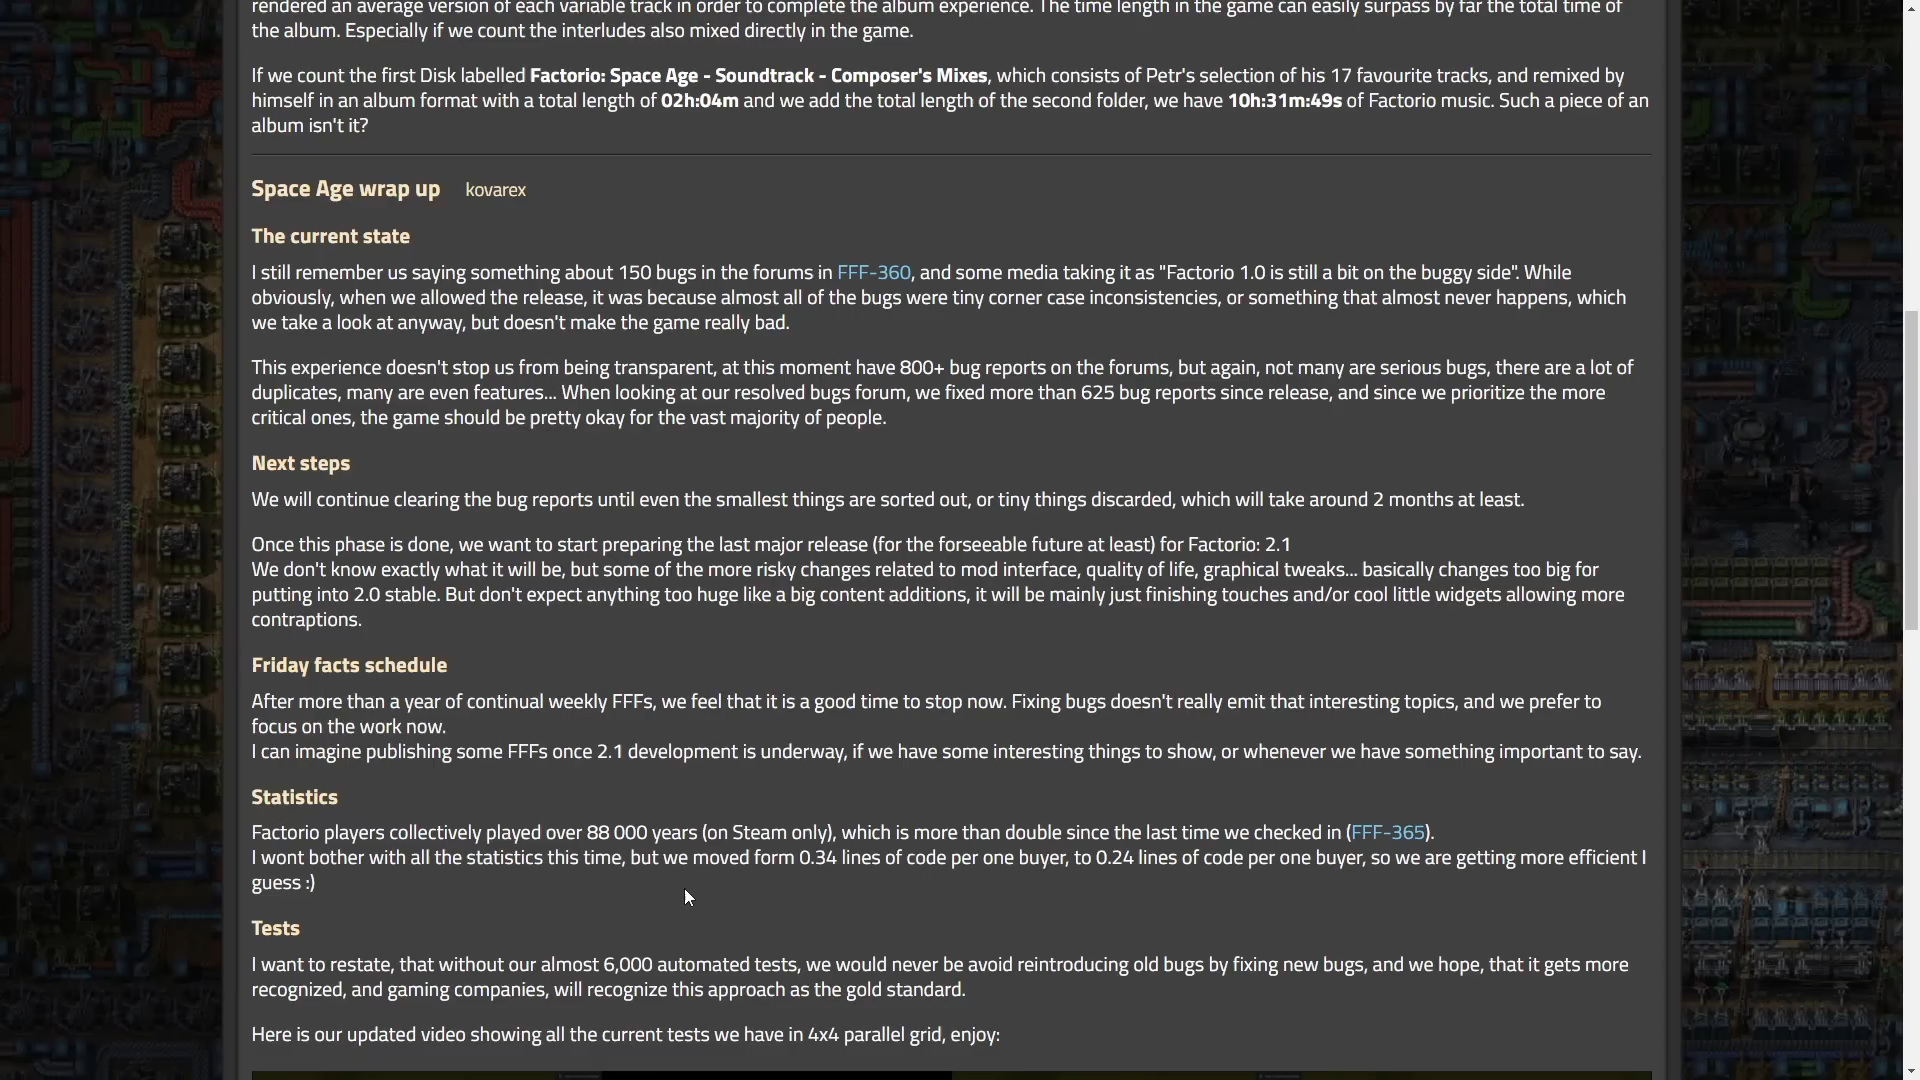 rendered an average version of each variable track in order to complete the album experience. The time length in the game can easily surpass by far the total time of
the album. Especially if we count the interludes also mixed directly in the game.
If we count the first Disk labelled Factorio: Space Age - Soundtrack - Composer's Mixes, which consists of Petr's selection of his 17 favourite tracks, and remixed by
himself in an album format with a total length of 02h:04m and we add the total length of the second folder, we have 10h:31m:49s of Factorio music. Such a piece of an
album isn't it?
Space Age wrap up kovarex
The current state
I still remember us saying something about 150 bugs in the forums in FFF-360, and some media taking it as "Factorio 1.0 is still a bit on the buggy side". While
obviously, when we allowed the release, it was because almost all of the bugs were tiny corner case inconsistencies, or something that almost never happens, which
we take a look at anyway, but doesn't make the game really bad.
This experience doesn't stop us from being transparent, at this moment have 800+ bug reports on the forums, but again, not many are serious bugs, there are a lot of
duplicates, many are even features... When looking at our resolved bugs forum, we fixed more than 625 bug reports since release, and since we prioritize the more
critical ones, the game should be pretty okay for the vast majority of people.
Next steps
We will continue clearing the bug reports until even the smallest things are sorted out, or tiny things discarded, which will take around 2 months at least.
Once this phase is done, we want to start preparing the last major release (for the forseeable future at least) for Factorio: 2.1
We don't know exactly what it will be, but some of the more risky changes related to mod interface, quality of life, graphical tweaks... basically changes too big for
putting into 2.0 stable. But don't expect anything too huge like a big content additions, it will be mainly just finishing touches and/or cool little widgets allowing more
contraptions.
Friday facts schedule
After more than a year of continual weekly FFFs, we feel that it is a good time to stop now. Fixing bugs doesn't really emit that interesting topics, and we prefer to
focus on the work now.
I can imagine publishing some FFFs once 2.1 development is underway, if we have some interesting things to show, or whenever we have something important to say.
Statistics
Factorio players collectively played over 88 000 years (on Steam only), which is more than double since the last time we checked in (FFF-365).
I wont bother with all the statistics this time, but we moved form 0.34 lines of code per one buyer, to 0.24 lines of code per one buyer, so we are getting more efficient I
guess :)
Tests
I want to restate, that without our almost 6,000 automated tests, we would never be avoid reintroducing old bugs by fixing new bugs, and we hope, that it gets more
recognized, and gaming companies, will recognize this approach as the gold standard.
Here is our updated video showing all the current tests we have in 4x4 parallel grid, enjoy: